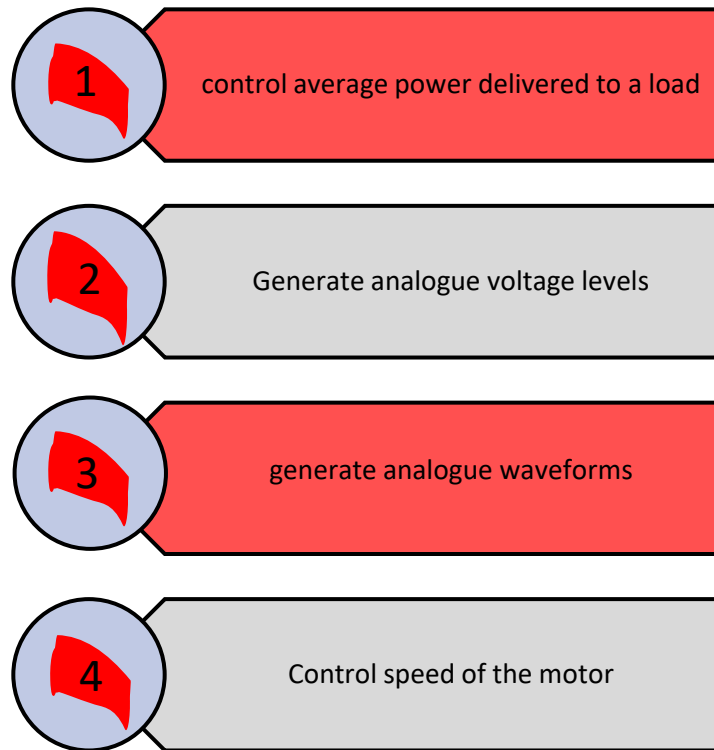 1
control average power delivered to a load
2
Generate analogue voltage levels
3
generate analogue waveforms
4
Control speed of the motor